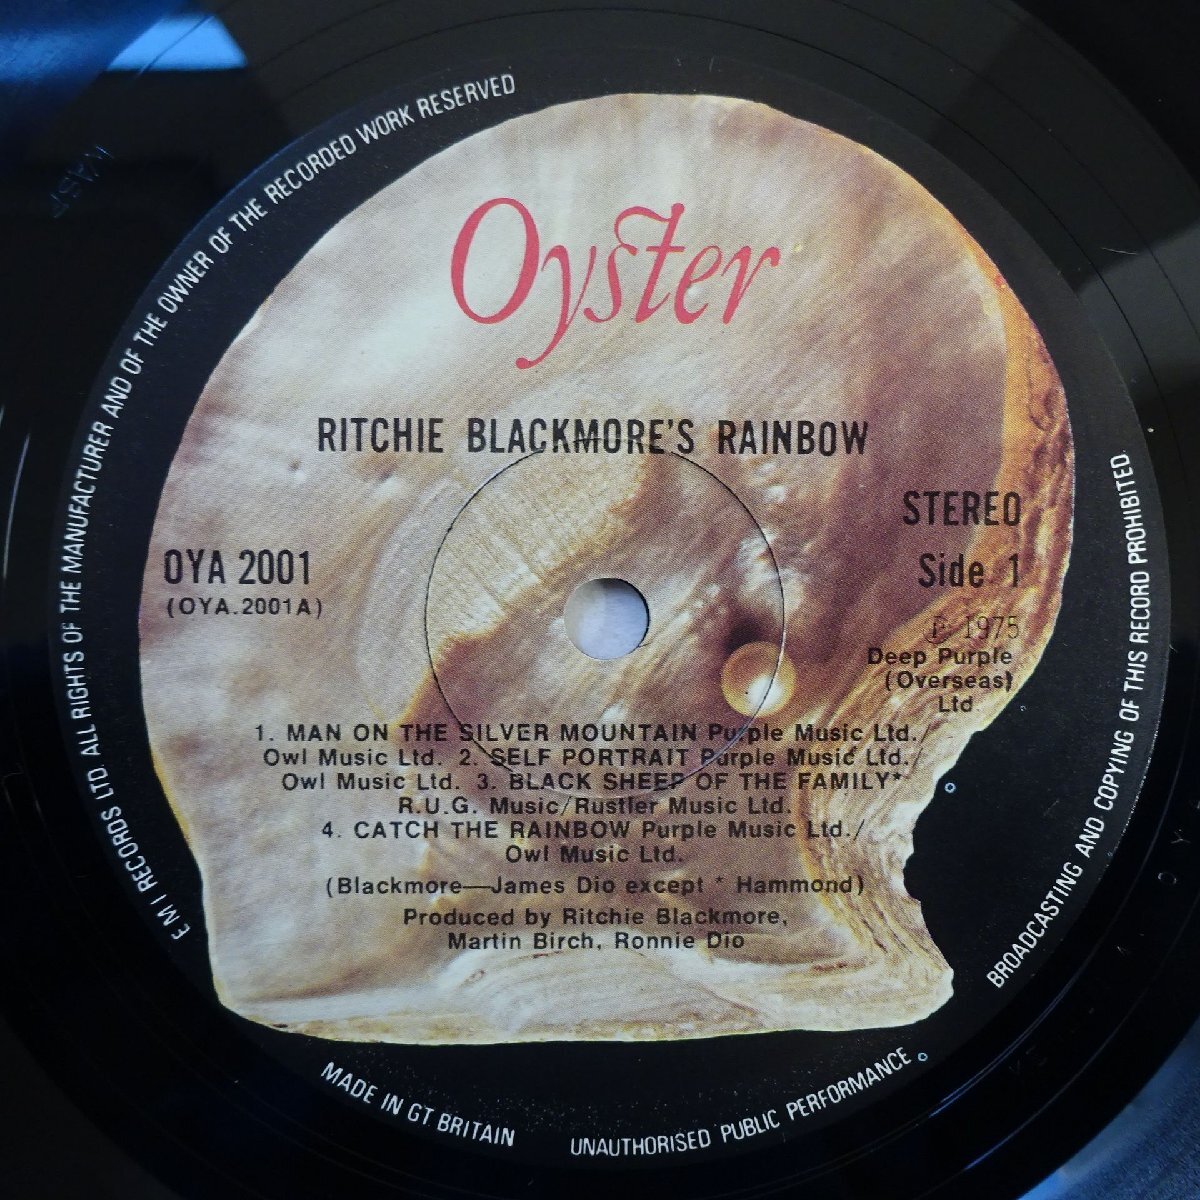 E M I RECORDS LTD. ALL RIGHTS OF THE MANUFACTURER AND OF THE OWNER OF THE RECORDED WORK RESERVED
Oyster
RITCHIE BLACKMORE'S RAINBOW
STEREO
OYA 2001
Side 1
(OYA.2001A)
℗ 1975
Deep Purple
(Overseas)
Ltd
1. MAN ON THE SILVER MOUNTAIN Purple Music Ltd./
Owl Music Ltd. 2. SELF PORTRAIT Purple Music Ltd./
Owl Music Ltd. 3. BLACK SHEEP OF THE FAMILY*
R.U.G. Music/Rustler Music Ltd.
4. CATCH THE RAINBOW Purple Music Ltd./
Owl Music Ltd.
(Blackmore—James Dio except * Hammond)
Produced by Ritchie Blackmore,
Martin Birch, Ronnie Dio
BROADCASTING AND COPYING OF THIS RECORD PROHIBITED.
UNAUTHORISED PUBLIC PERFORMANCE
MADE IN GT BRITAIN